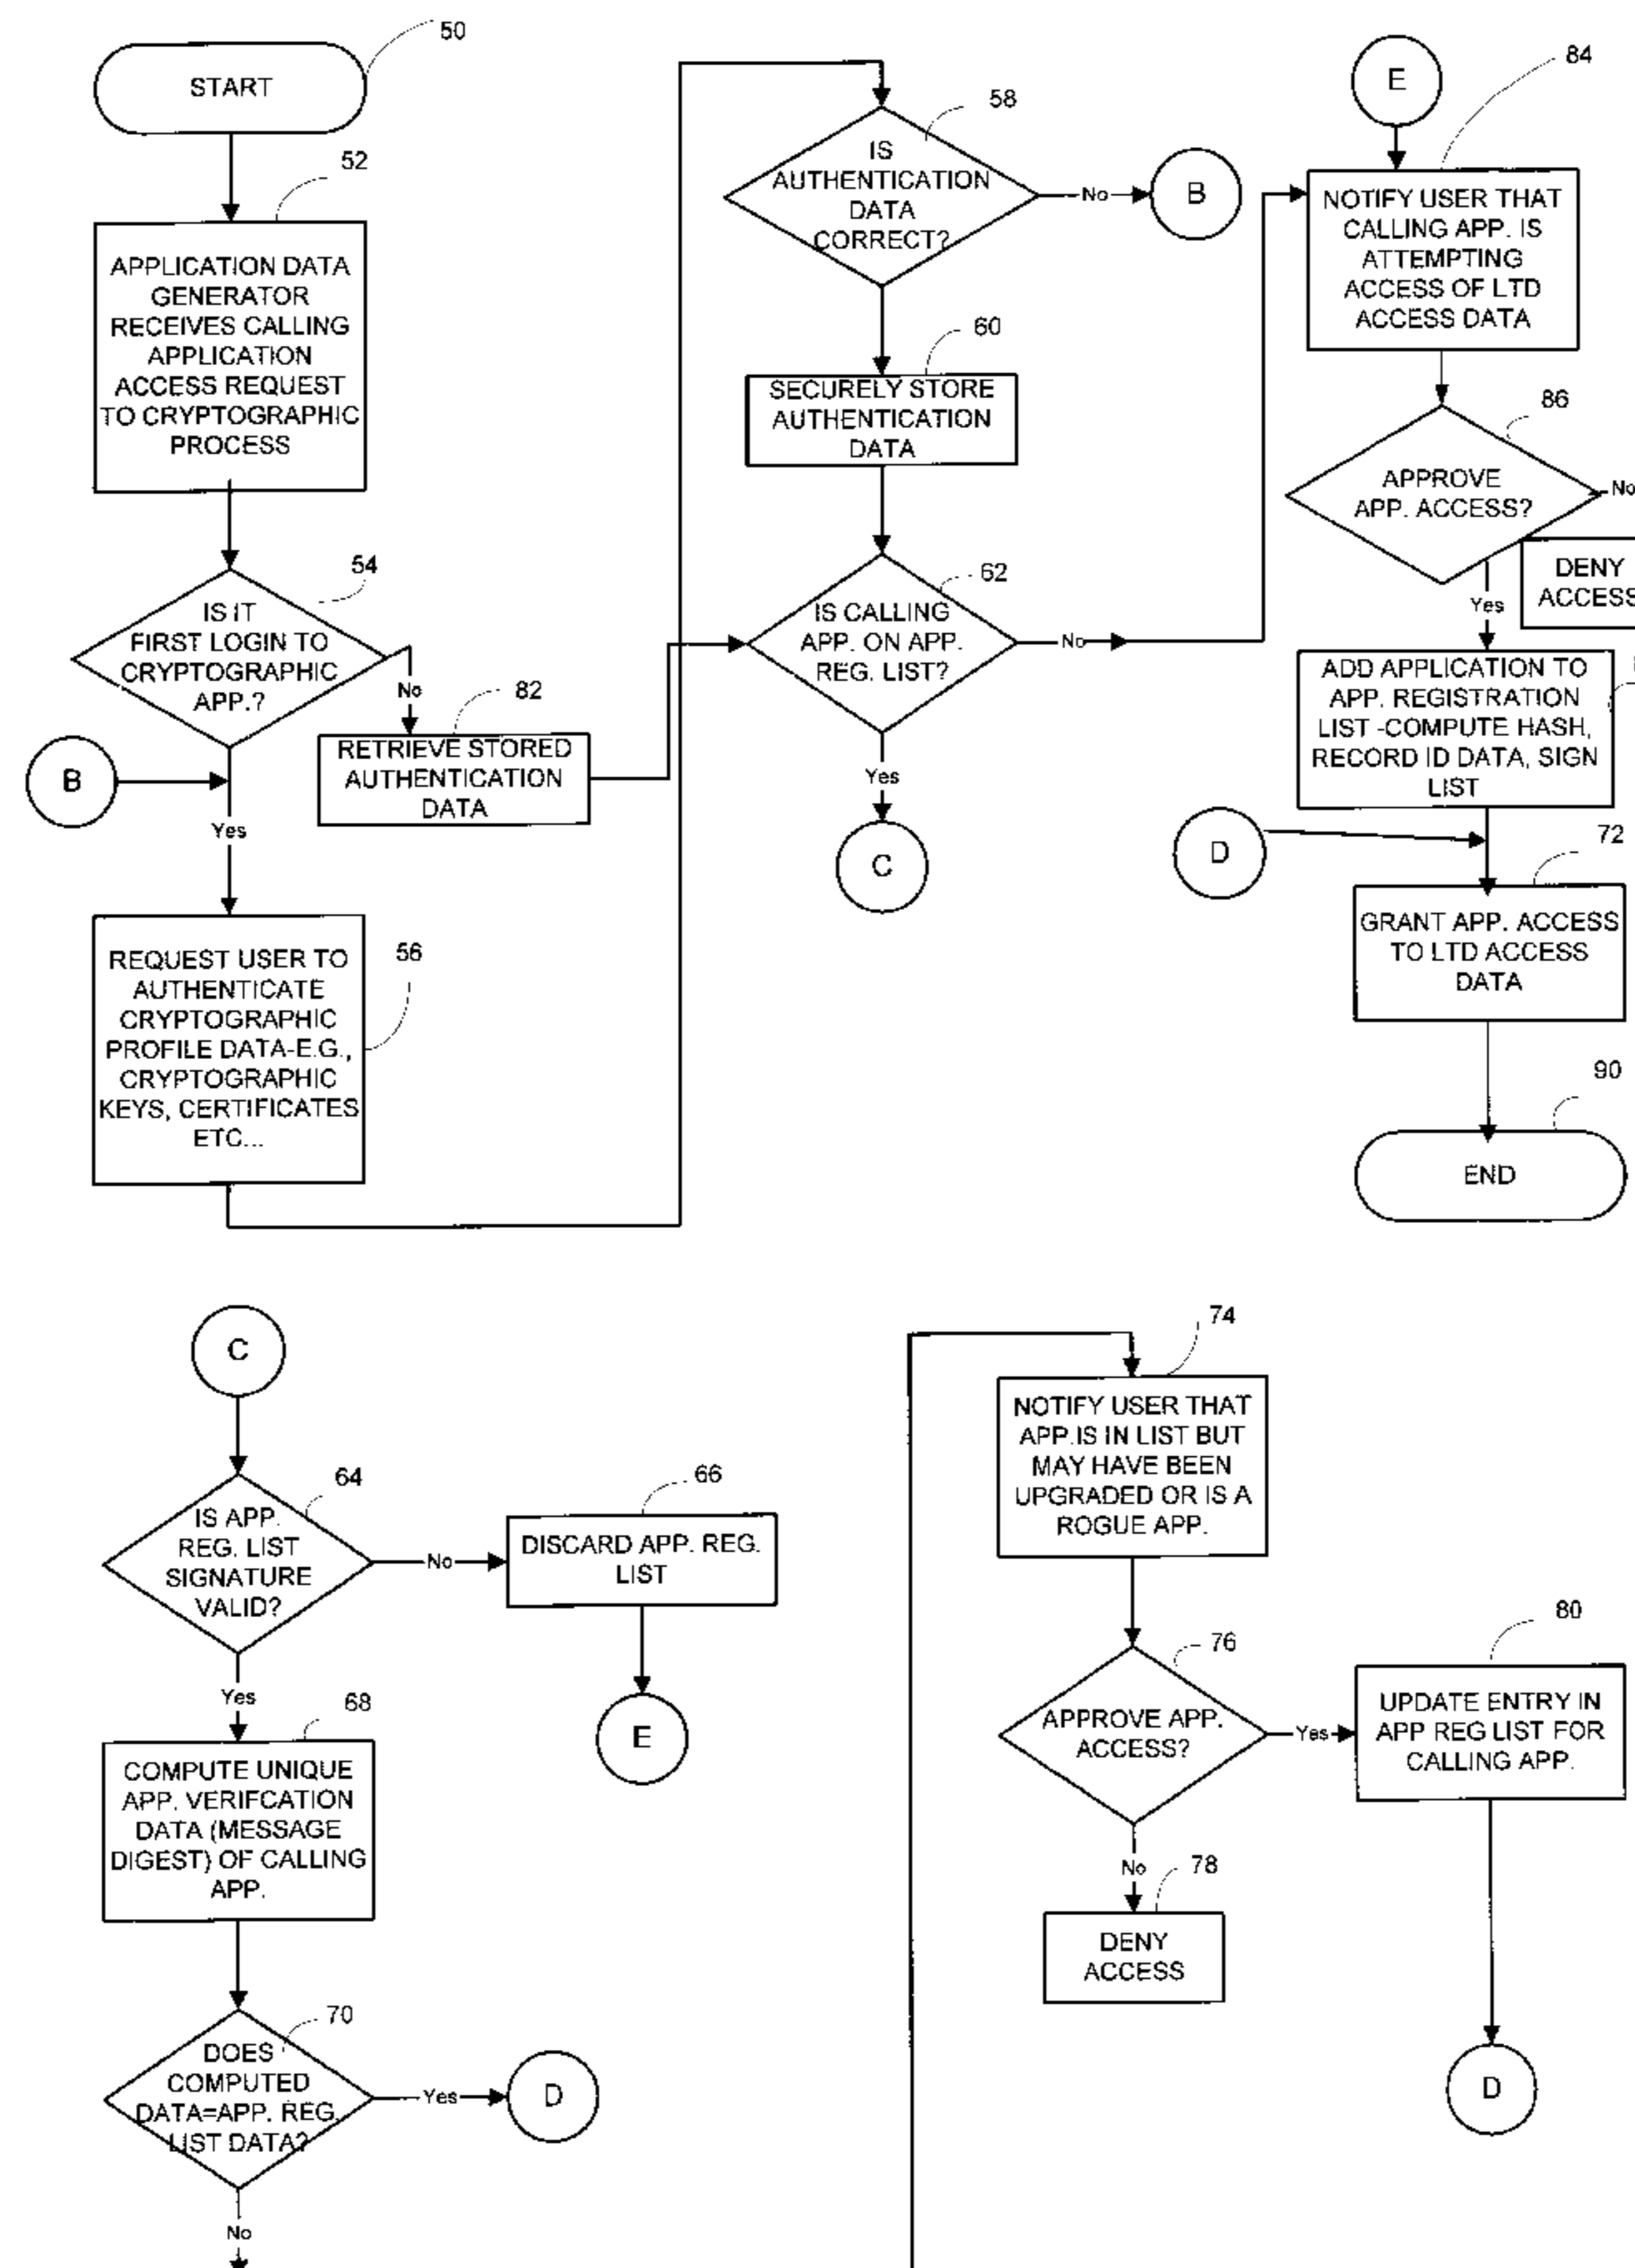 50
START
52
APPLICATION DATA
GENERATOR
RECEIVES CALLING
APPLICATION
ACCESS REQUEST
TO CRYPTOGRAPHIC
PROCESS
54
IS IT
FIRST LOGIN TO
CRYPTOGRAPHIC
APP.?
No
82
RETRIEVE STORED
AUTHENTICATION
DATA
B
Yes
56
REQUEST USER TO
AUTHENTICATE
CRYPTOGRAPHIC
PROFILE DATA-E.G.,
CRYPTOGRAPHIC
KEYS, CERTIFICATES
ETC...
58
IS
AUTHENTICATION
DATA
CORRECT?
No
B
60
SECURELY STORE
AUTHENTICATION
DATA
62
IS CALLING
APP. ON APP.
REG. LIST?
No
Yes
C
E
84
NOTIFY USER THAT
CALLING APP. IS
ATTEMPTING
ACCESS OF LTD
ACCESS DATA
86
APPROVE
APP. ACCESS?
No
DENY
ACCESS
Yes
ADD APPLICATION TO
APP. REGISTRATION
LIST -COMPUTE HASH,
RECORD ID DATA, SIGN
LIST
D
72
GRANT APP. ACCESS
TO LTD ACCESS
DATA
90
END
C
64
IS APP.
REG. LIST
SIGNATURE
VALID?
No
66
DISCARD APP. REG.
LIST
E
Yes
68
COMPUTE UNIQUE
APP. VERIFCATION
DATA (MESSAGE
DIGEST) OF CALLING
APP.
70
DOES
COMPUTED
DATA=APP. REG.
LIST DATA?
Yes
D
No
74
NOTIFY USER THAT
APP.IS IN LIST BUT
MAY HAVE BEEN
UPGRADED OR IS A
ROGUE APP.
76
APPROVE APP.
ACCESS?
Yes
80
UPDATE ENTRY IN
APP REG LIST FOR
CALLING APP.
No
78
DENY
ACCESS
D